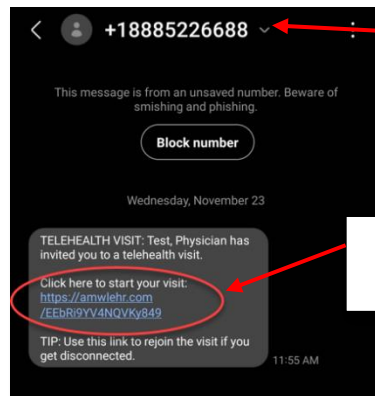 +18885226688
This message is from an unsaved number. Beware of
smishing and phishing.
Block number
Wednesday, November 23
TELEHEALTH VISIT: Test, Physician has
invited you to a telehealth visit.
Click here to start your visit:
https://amwlehr.com
/EEbRi9YV4NQVKy849
TIP: Use this link to rejoin the visit if you
get disconnected.
11:55 AM